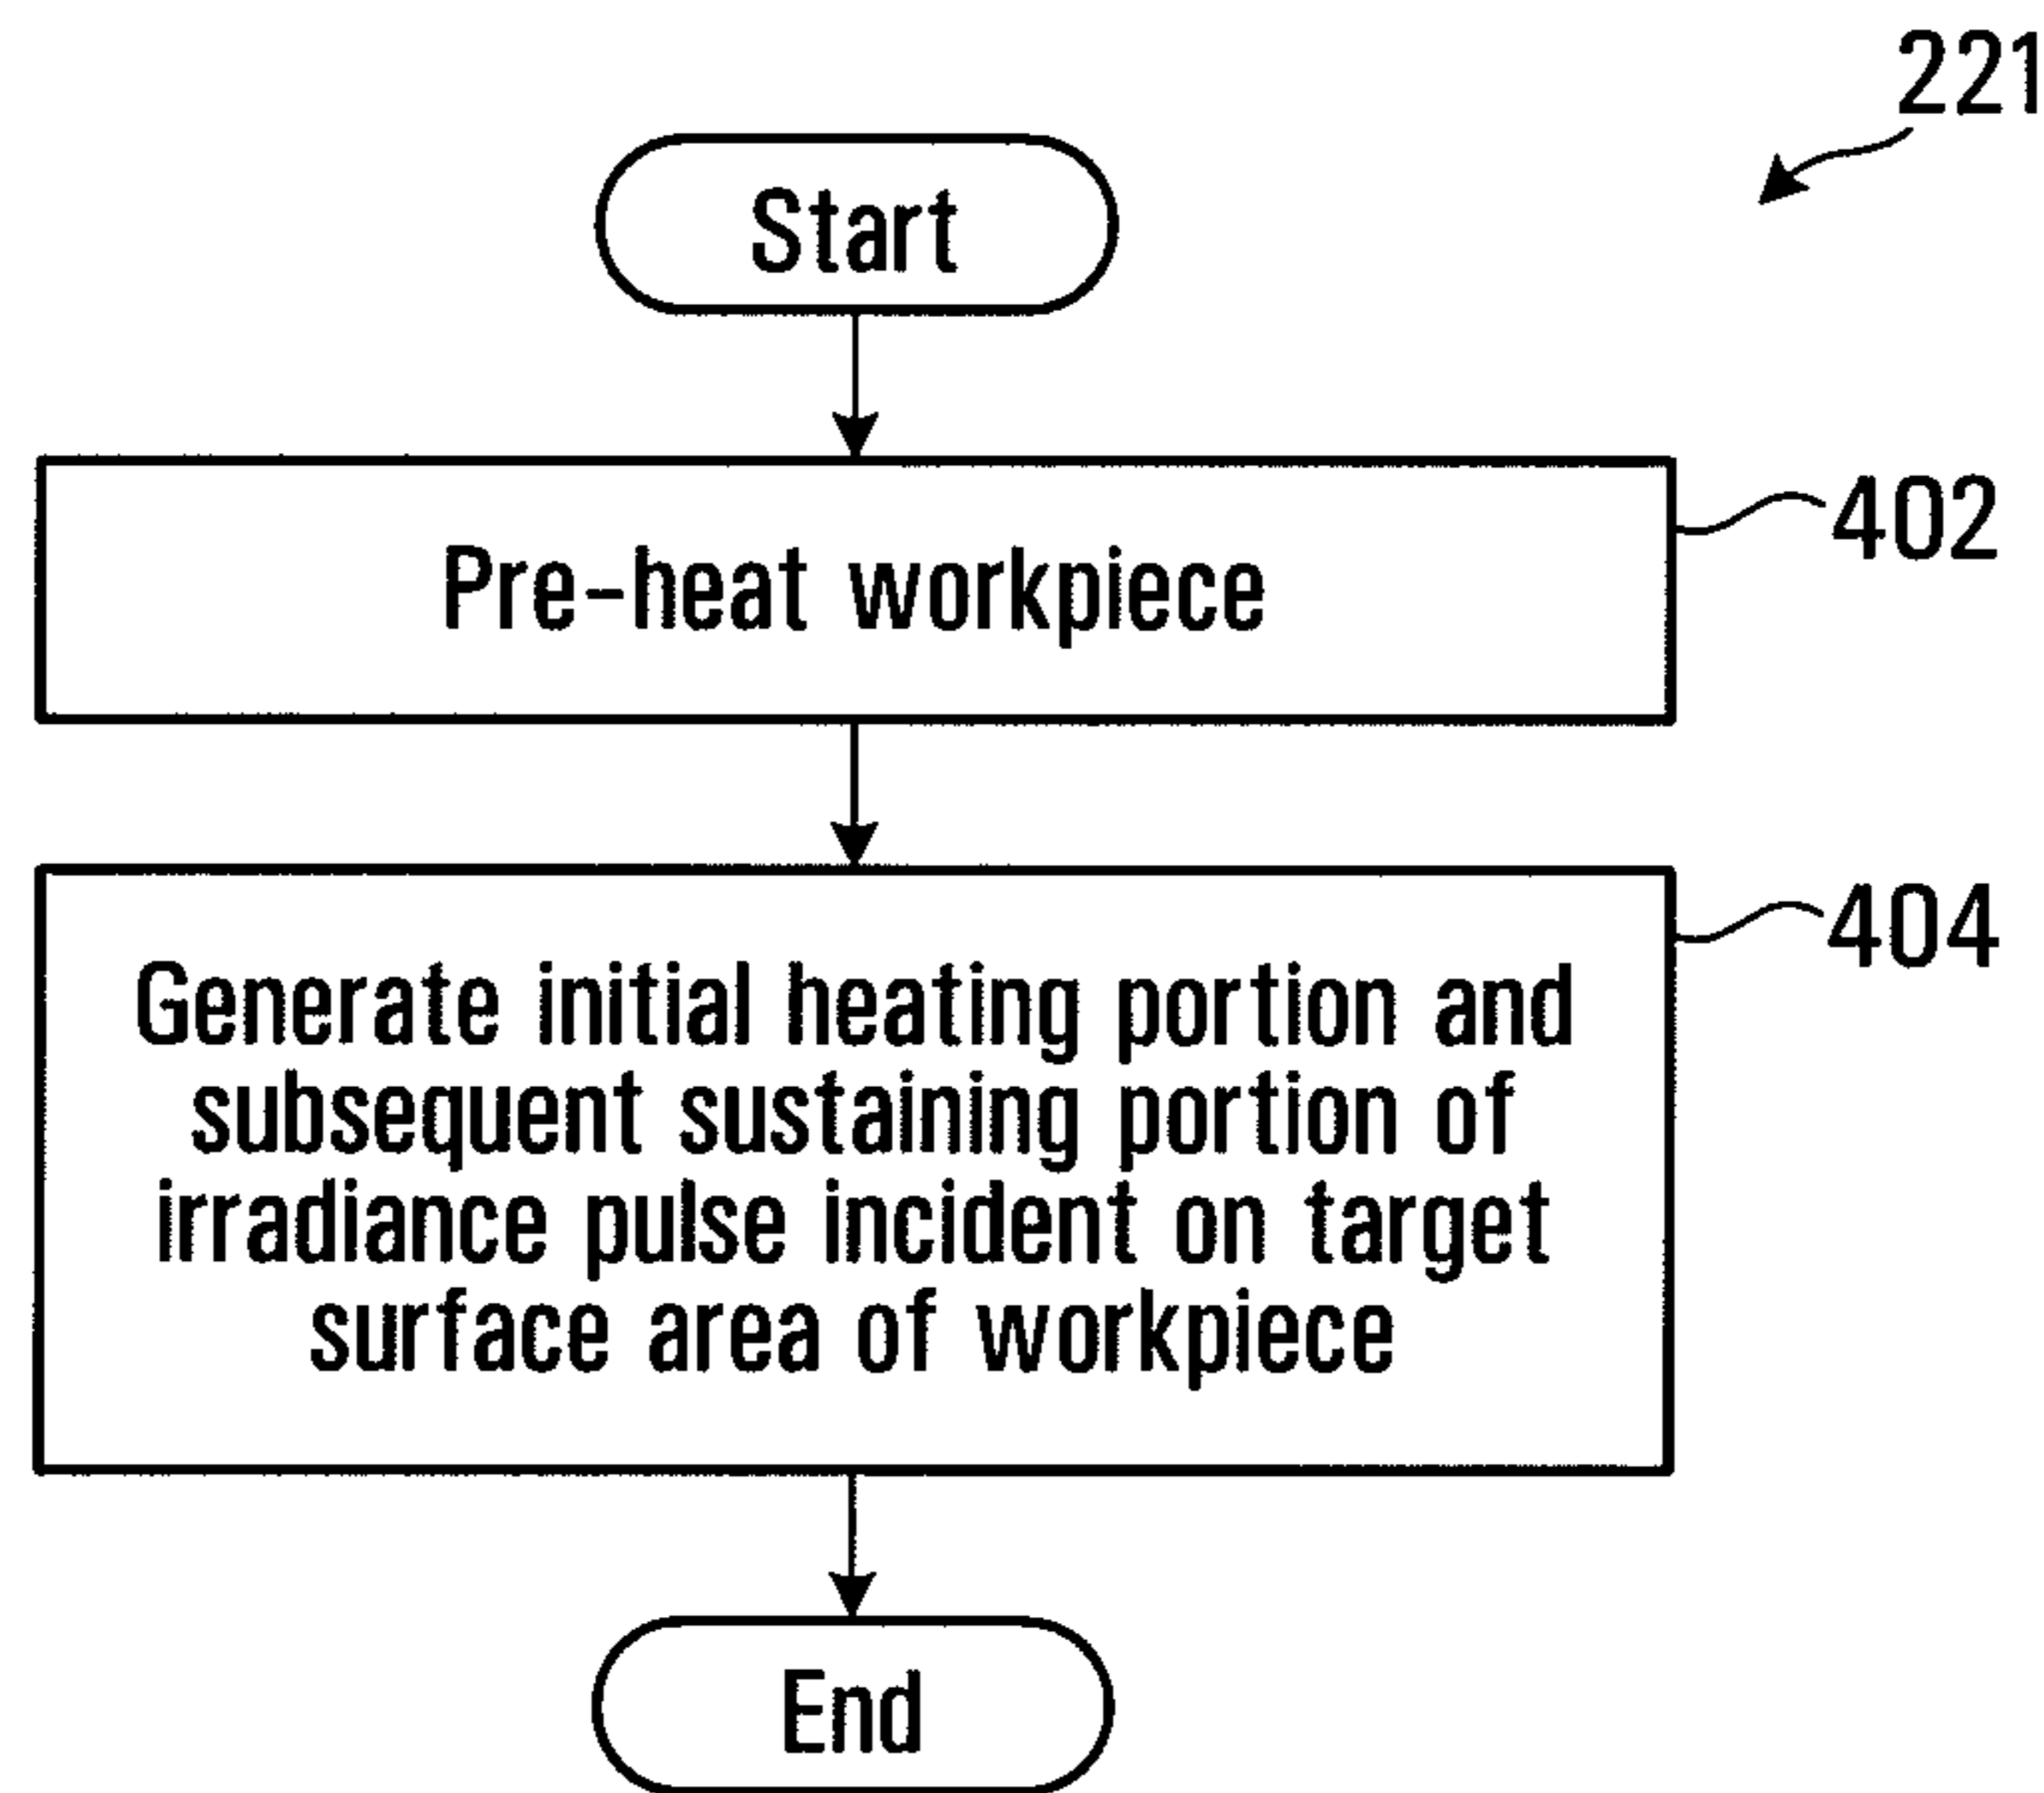 221
Start
Pre-heat workpiece
402
404
Generate initial heating portion and
subsequent sustaining portion of
irradiance pulse incident on target
surface area of workpiece
End